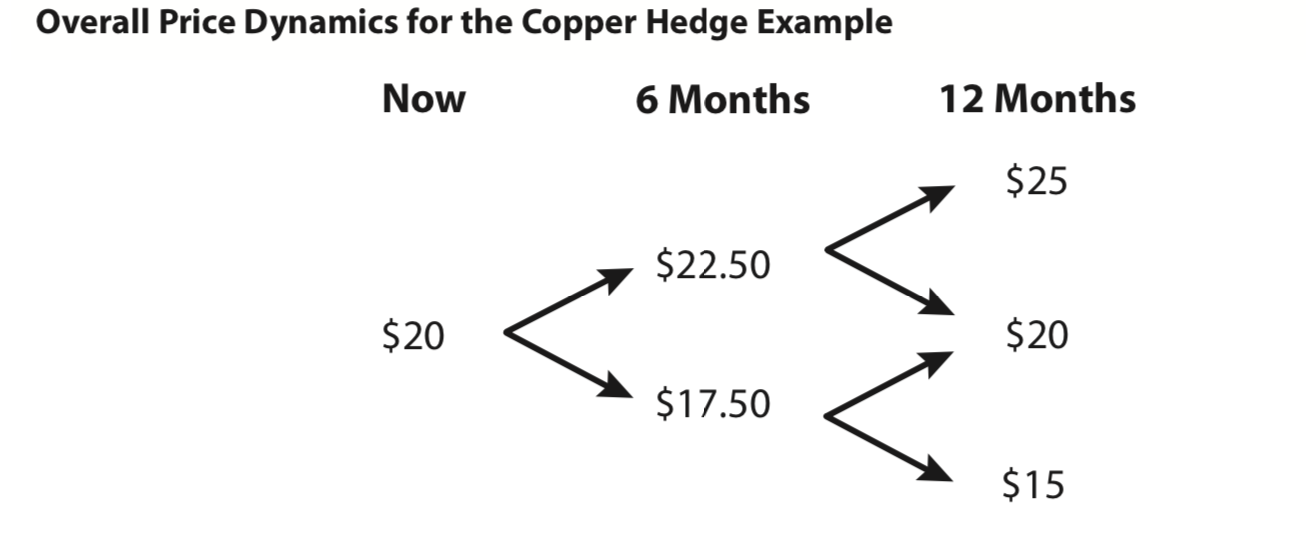 Overall Price Dynamics for the Copper Hedge Example
Now 6 Months 12 Months
$25
$22.50
$20 $20
$17.50
$15